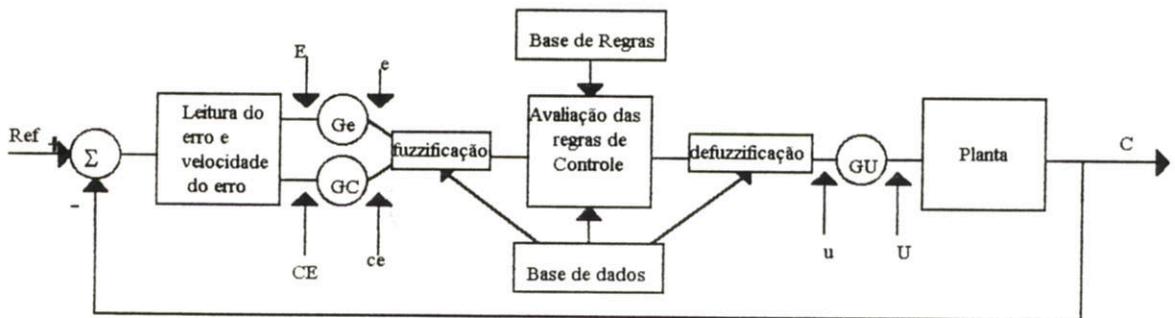 Base de Regras
E
e
Leitura do
erro e
velocidade
do erro
Ge
GC
Avaliação das
regras de
Controle
Ref
+
Σ
-
fuzzificação
defuzzificação
GU
Planta
C
CE
ce
Base de dados
u
U